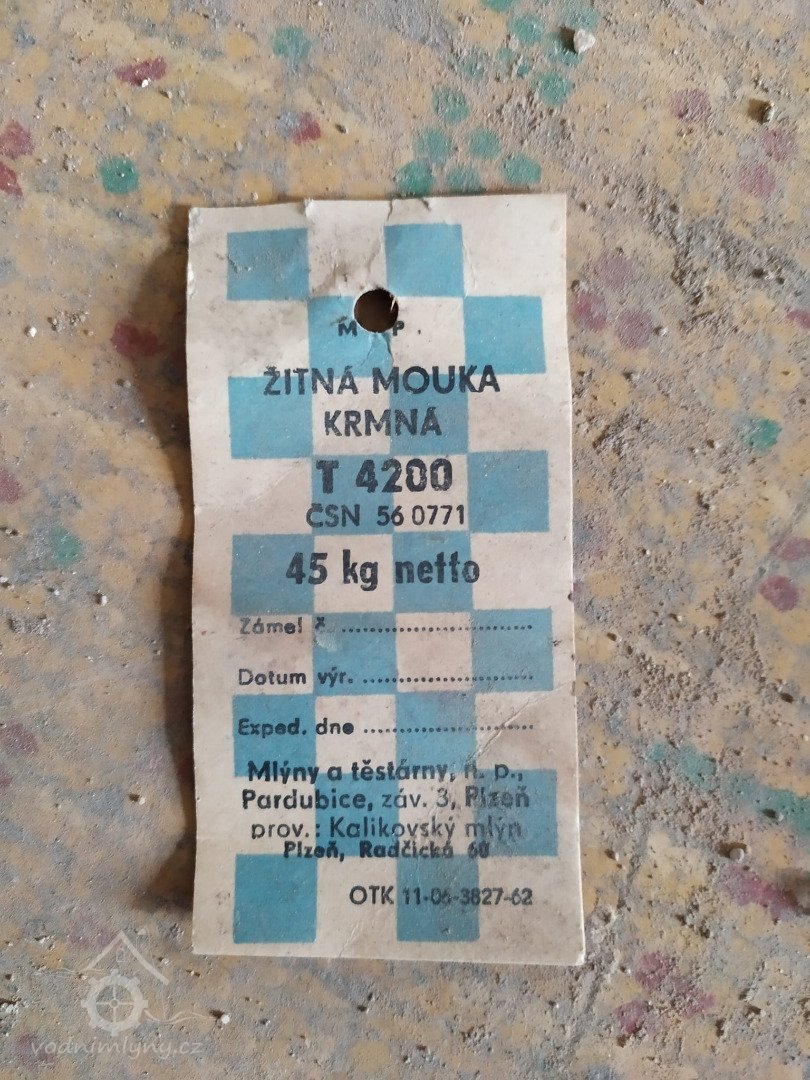 M P.
ŽITNÁ MOUKA
KRMNÁ
T 4200
ČSN 56 0771
45 kg netto
Zámel č. ..............................
Dotum výr. ..............................
Exped. dne ..............................
Mlýny a těstárny, n. p.,
Pardubice, záv. 3, Plzeň
prov.: Kalikovský mlýn
Plzeň, Radčická 60
OTK 11-06-3827-62
vodnimlyny.cz